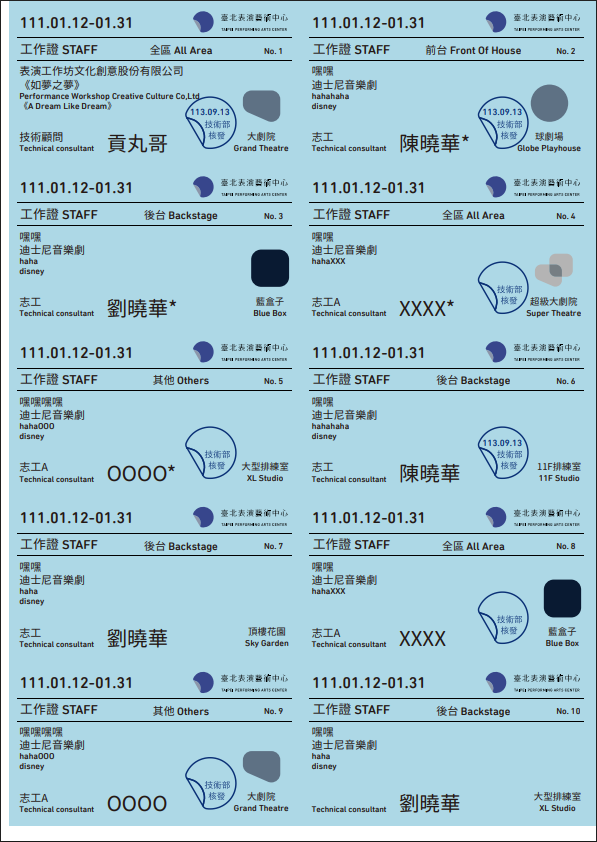 111.01.12-01.31
臺北表演藝術中心
TAIPEI PERFORMING ARTS CENTER
工作證 STAFF 全區 All Area No. 1
表演工作坊文化創意股份有限公司
《如夢之夢》
Performance Workshop Creative Culture Co,Ltd
《A Dream Like Dream》
113.09.13
技術部
核發
技術顧問
Technical consultant
貢丸哥
大劇院
Grand Theatre
111.01.12-01.31
臺北表演藝術中心
TAIPEI PERFORMING ARTS CENTER
工作證 STAFF 前台 Front Of House No. 2
嘿嘿
迪士尼音樂劇
hahahaha
disney
113.09.13
技術部
核發
志工
Technical consultant
陳曉華*
球劇場
Globe Playhouse
111.01.12-01.31
臺北表演藝術中心
TAIPEI PERFORMING ARTS CENTER
工作證 STAFF 後台 Backstage No. 3
嘿嘿
迪士尼音樂劇
haha
disney
志工
Technical consultant
劉曉華*
藍盒子
Blue Box
111.01.12-01.31
臺北表演藝術中心
TAIPEI PERFORMING ARTS CENTER
工作證 STAFF 全區 All Area No. 4
嘿嘿
迪士尼音樂劇
hahaXXX
技術部
核發
志工A
Technical consultant
XXXX*
超級大劇院
Super Theatre
111.01.12-01.31
臺北表演藝術中心
TAIPEI PERFORMING ARTS CENTER
工作證 STAFF 其他 Others No. 5
嘿嘿嘿嘿
迪士尼音樂劇
hahaOOO
disney
技術部
核發
志工A
Technical consultant
OOOO*
大型排練室
XL Studio
111.01.12-01.31
臺北表演藝術中心
TAIPEI PERFORMING ARTS CENTER
工作證 STAFF 後台 Backstage No. 6
嘿嘿
迪士尼音樂劇
hahahaha
disney
113.09.13
技術部
核發
志工
Technical consultant
陳曉華
11F排練室
11F Studio
111.01.12-01.31
臺北表演藝術中心
TAIPEI PERFORMING ARTS CENTER
工作證 STAFF 後台 Backstage No. 7
嘿嘿
迪士尼音樂劇
haha
disney
志工
Technical consultant
劉曉華
頂樓花園
Sky Garden
111.01.12-01.31
臺北表演藝術中心
TAIPEI PERFORMING ARTS CENTER
工作證 STAFF 全區 All Area No. 8
嘿嘿
迪士尼音樂劇
hahaXXX
技術部
核發
志工A
Technical consultant
XXXX
藍盒子
Blue Box
111.01.12-01.31
臺北表演藝術中心
TAIPEI PERFORMING ARTS CENTER
工作證 STAFF 其他 Others No. 9
嘿嘿嘿嘿
迪士尼音樂劇
hahaOOO
disney
技術部
核發
志工A
Technical consultant
OOOO
大劇院
Grand Theatre
111.01.12-01.31
臺北表演藝術中心
TAIPEI PERFORMING ARTS CENTER
工作證 STAFF 後台 Backstage No. 10
嘿嘿
迪士尼音樂劇
haha
disney
志工
Technical consultant
劉曉華
大型排練室
XL Studio